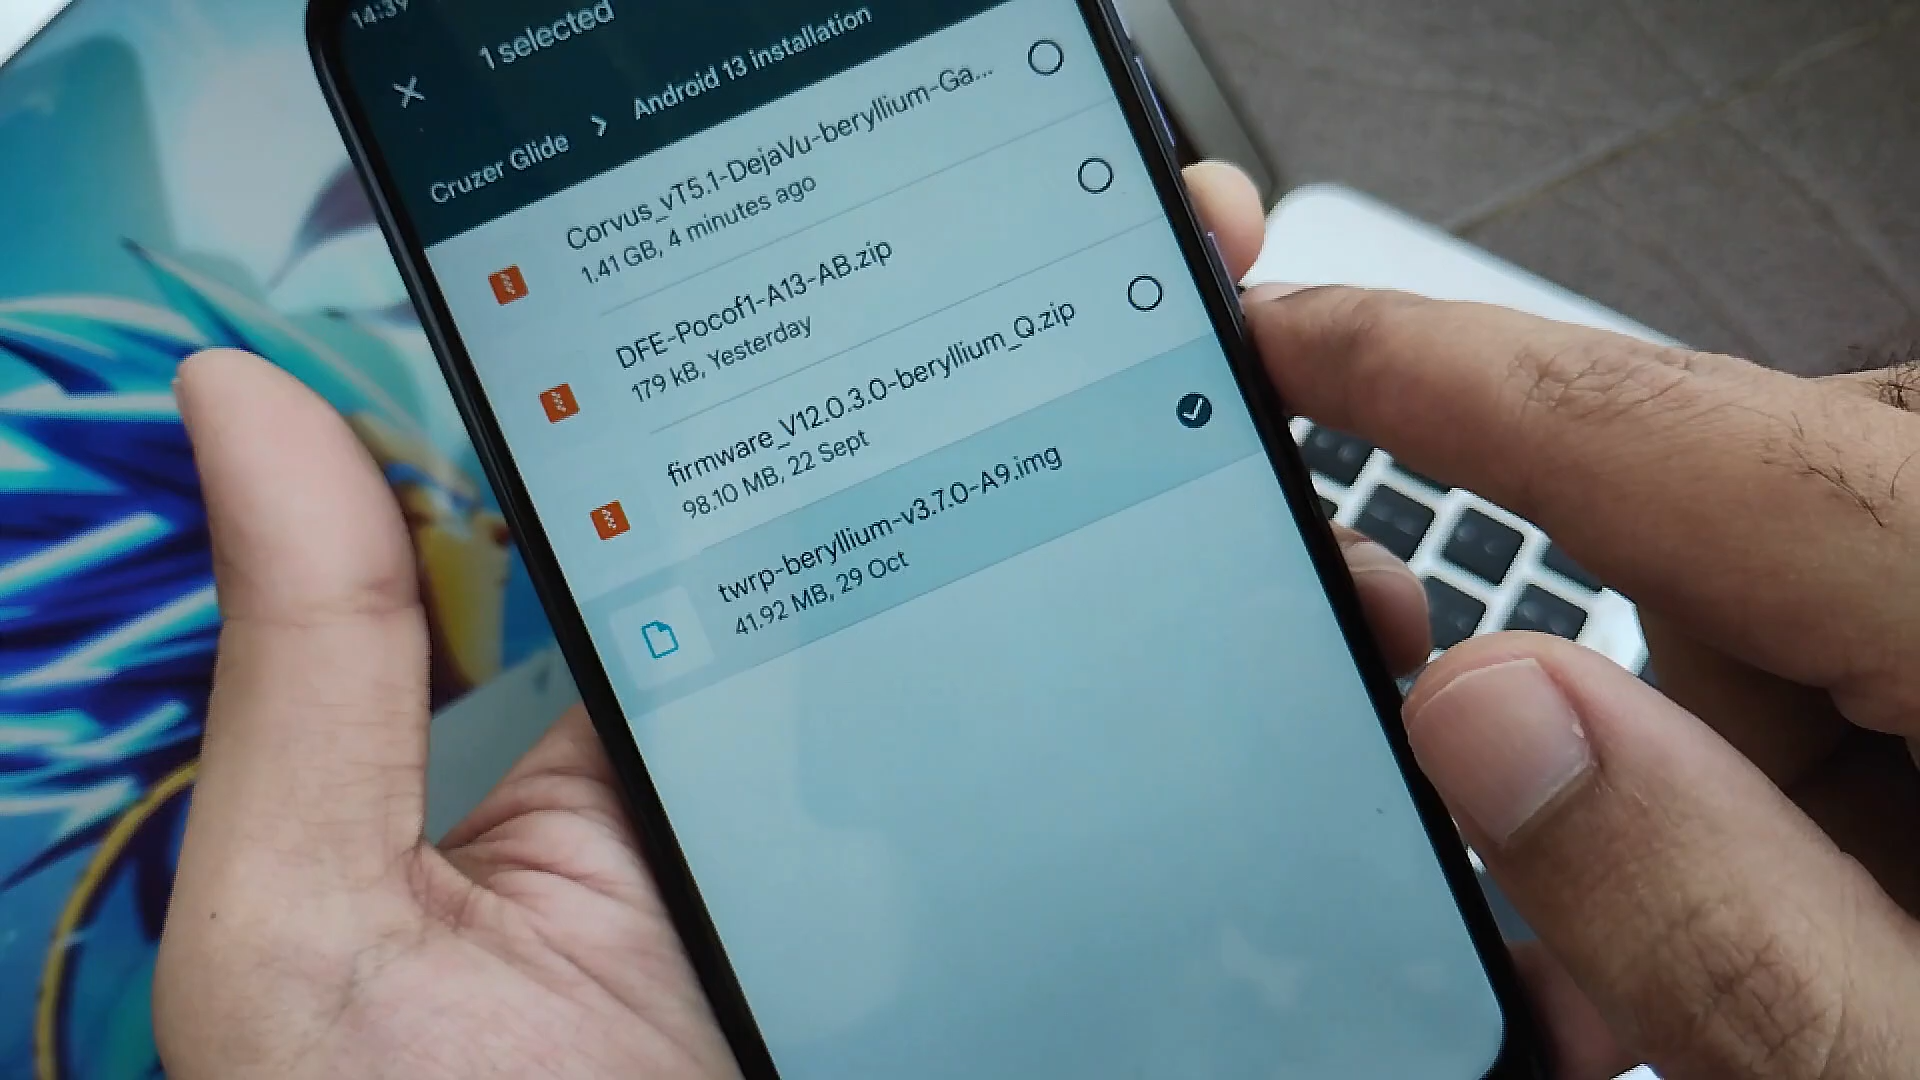 14:39
1 selected
Cruzer Glide > Android 13 installation
Corvus_vT5.1-DejaVu-beryllium-Ga...
1.41 GB, 4 minutes ago
DFE-Pocof1-A13-AB.zip
179 kB, Yesterday
firmware_V12.0.3.0-beryllium_Q.zip
98.10 MB, 22 Sept
twrp-beryllium-v3.7.0-A9.img
41.92 MB, 29 Oct